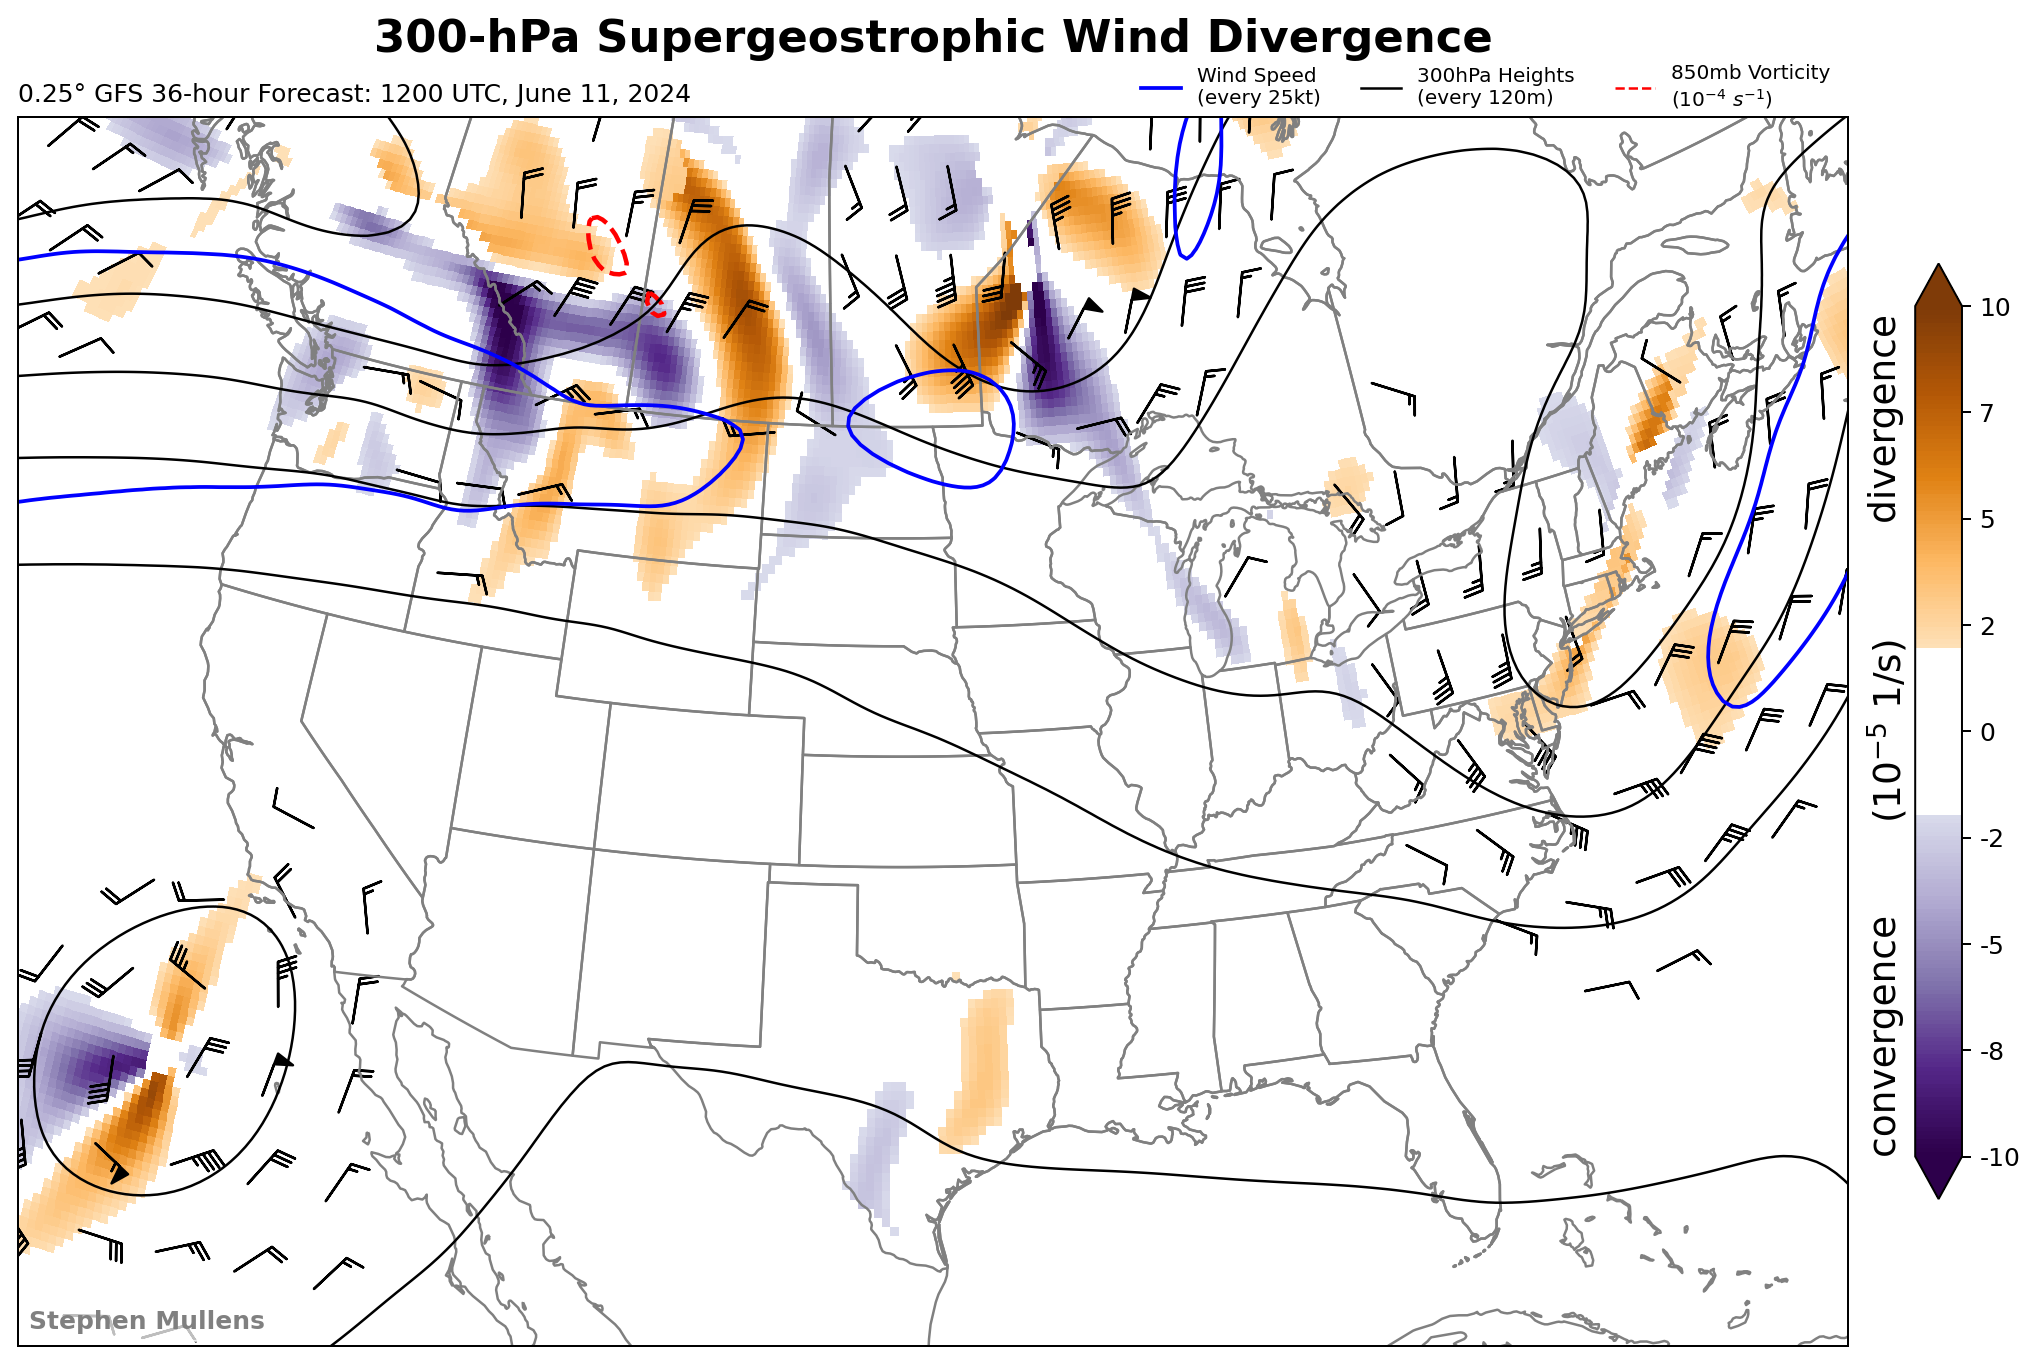 300-hPa Supergeostrophic Wind Divergence
0.25° GFS 36-hour Forecast: 1200 UTC, June 11, 2024
Wind Speed
(every 25kt)
300hPa Heights
(every 120m)
850mb Vorticity
(10⁻⁴ s⁻¹)
10
7
5
2
0
-2
-5
-8
-10
convergence (10⁻⁵ 1/s) divergence
Stephen Mullens